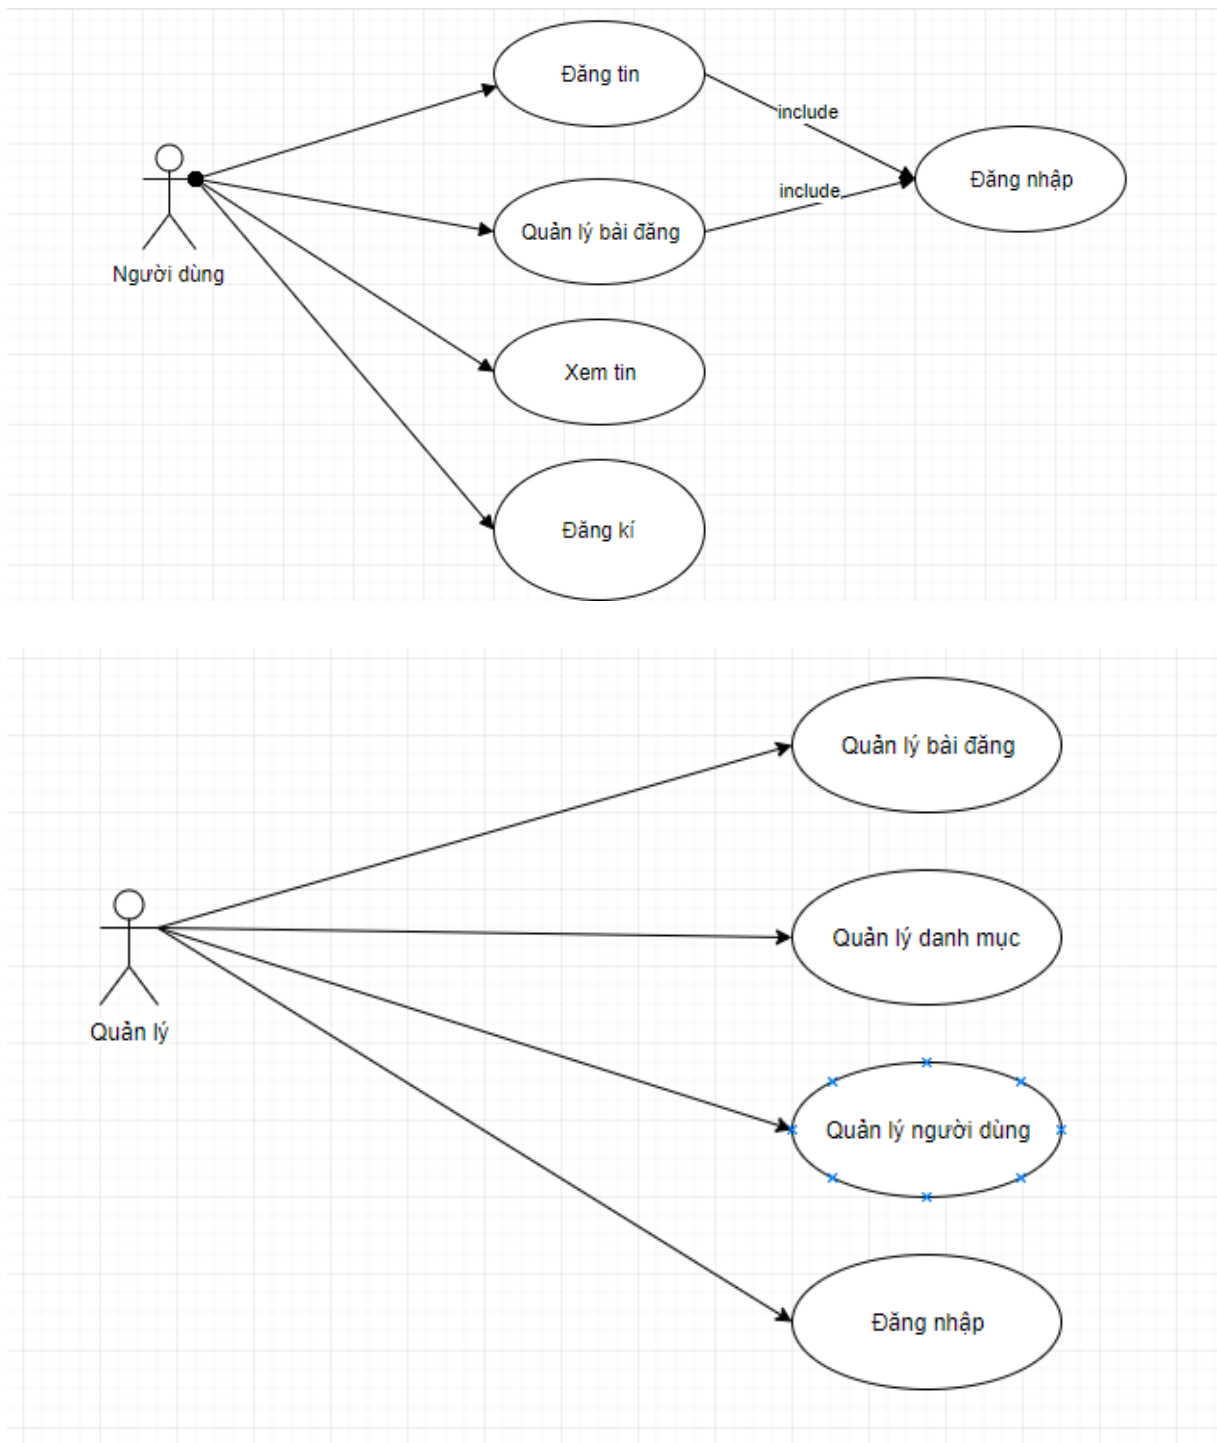 Đăng tin
include
Đăng nhập
include
Quản lý bài đăng
Người dùng
Xem tin
Đăng kí
Quản lý bài đăng
Quản lý danh mục
Quản lý
Quản lý người dùng
Đăng nhập